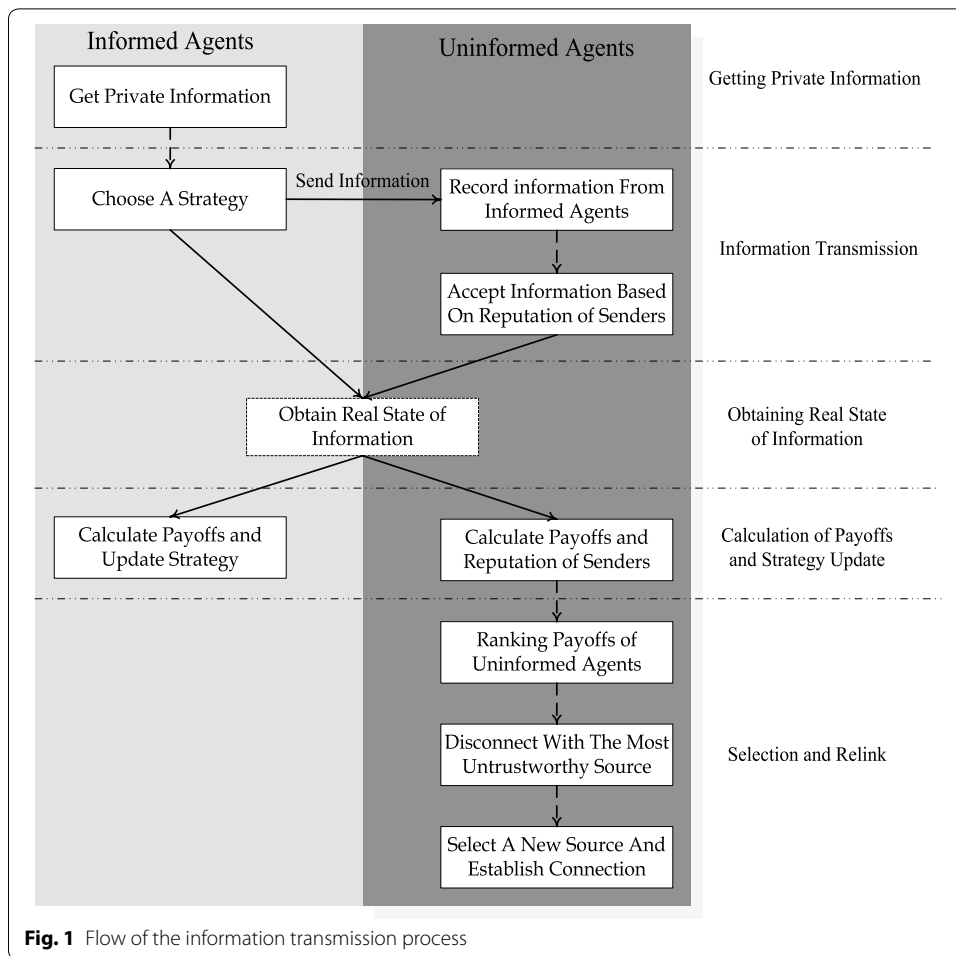 Informed Agents
Uninformed Agents
Get Private Information
Getting Private Information
Choose A Strategy
Send Information
Record information From
Informed Agents
Information Transmission
Accept Information Based
On Reputation of Senders
Obtain Real State of
Information
Obtaining Real State
of Information
Calculate Payoffs and
Update Strategy
Calculate Payoffs and
Reputation of Senders
Calculation of Payoffs
and Strategy Update
Ranking Payoffs of
Uninformed Agents
Disconnect With The Most
Untrustworthy Source
Selection and Relink
Select A New Source And
Establish Connection
Fig. 1 Flow of the information transmission process